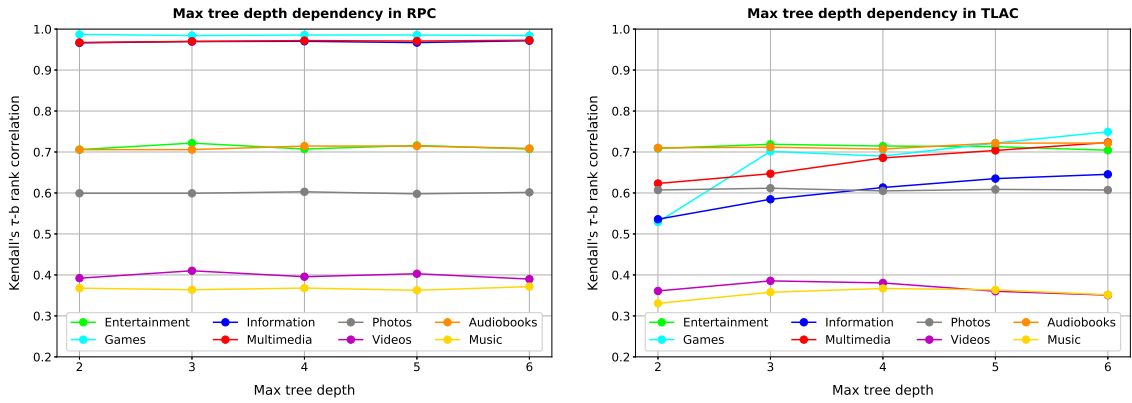 Max tree depth dependency in RPC
Kendall's τ-b rank correlation
1.0
0.9
0.8
0.7
0.6
0.5
0.4
0.3
0.2
Entertainment Information Photos Audiobooks
Games Multimedia Videos Music
2 3 4 5 6
Max tree depth
Max tree depth dependency in TLAC
Kendall's τ-b rank correlation
1.0
0.9
0.8
0.7
0.6
0.5
0.4
0.3
0.2
Entertainment Information Photos Audiobooks
Games Multimedia Videos Music
2 3 4 5 6
Max tree depth